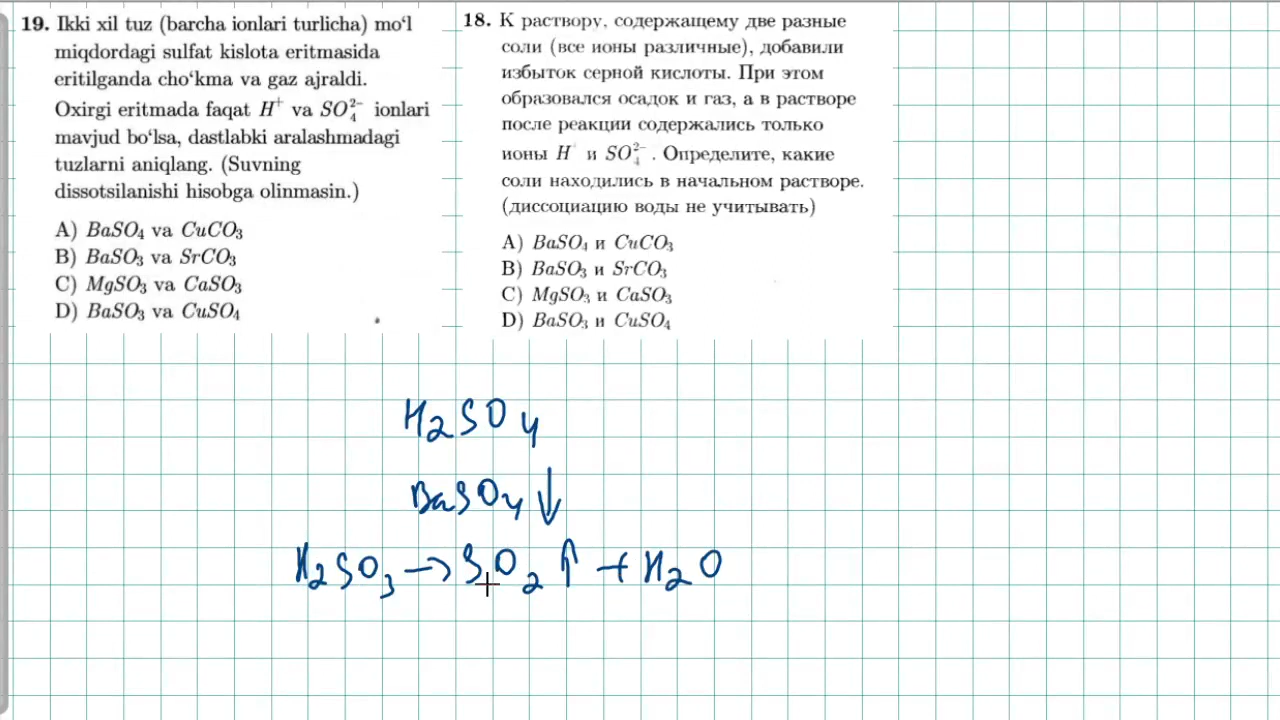 19. Ikki xil tuz (barcha ionlari turlicha) mo‘l
miqdordagi sulfat kislota eritmasida
eritilganda cho‘kma va gaz ajraldi.
Oxirgi eritmada faqat H⁺ va SO₄²⁻ ionlari
mavjud bo‘lsa, dastlabki aralashmadagi
tuzlarni aniqlang. (Suvning
dissotsilanishi hisobga olinmasin.)
A) BaSO₄ va CuCO₃
B) BaSO₃ va SrCO₃
C) MgSO₃ va CaSO₃
D) BaSO₃ va CuSO₄
18. К раствору, содержащему две разные
соли (все ионы различные), добавили
избыток серной кислоты. При этом
образовался осадок и газ, а в растворе
после реакции содержались только
ионы H⁺ и SO₄²⁻. Определите, какие
соли находились в начальном растворе.
(диссоциацию воды не учитывать)
A) BaSO₄ и CuCO₃
B) BaSO₃ и SrCO₃
C) MgSO₃ и CaSO₃
D) BaSO₃ и CuSO₄
H₂SO₄
BaSO₄ ↓
H₂SO₃ → SO₂ ↑ + H₂O